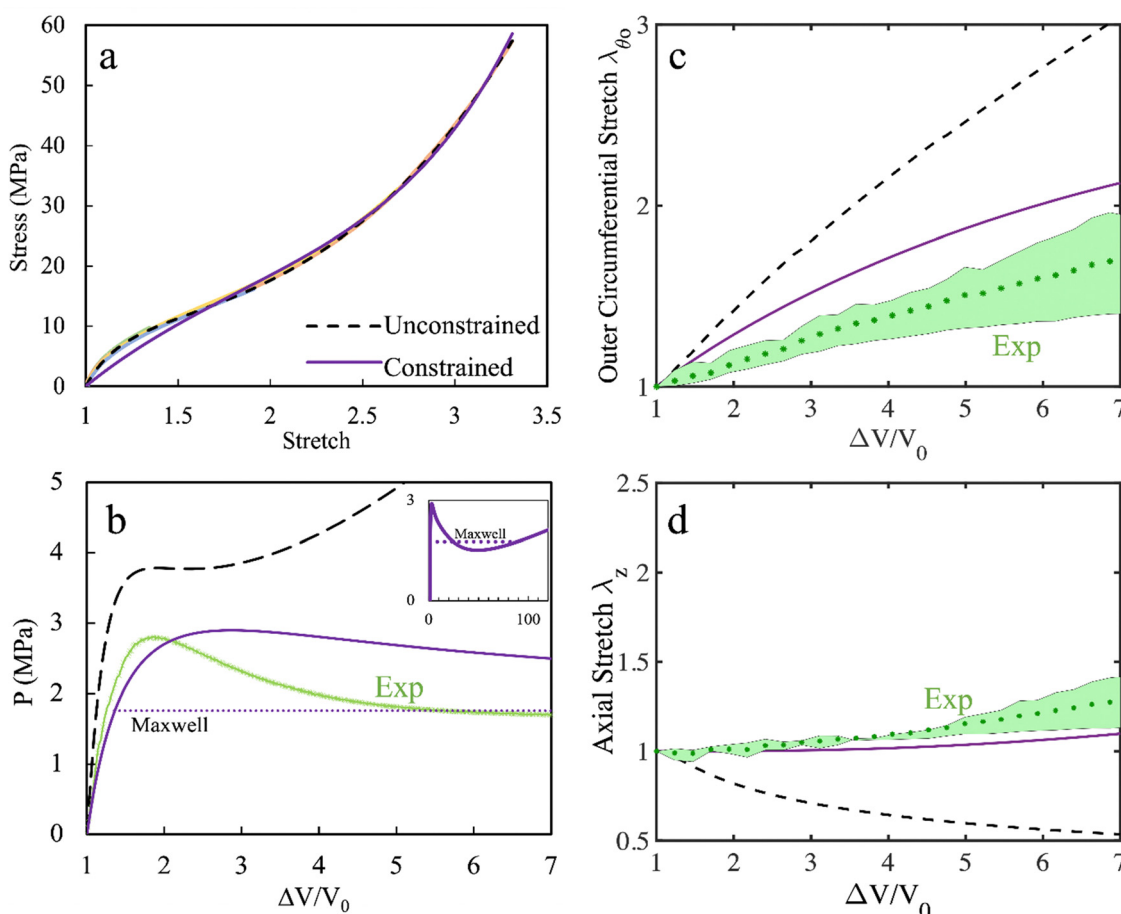 a
Stress (MPa)
60
50
40
30
20
10
0
1
1.5
2
2.5
3
3.5
Stretch
Unconstrained
Constrained
c
Outer Circumferential Stretch λθo
3
2
1
1
2
3
4
5
6
7
ΔV/V0
Exp
b
P (MPa)
5
4
3
2
1
0
1
2
3
4
5
6
7
ΔV/V0
Exp
Maxwell
3
0
0
100
Maxwell
d
Axial Stretch λz
2.5
2
1.5
1
0.5
1
2
3
4
5
6
7
ΔV/V0
Exp